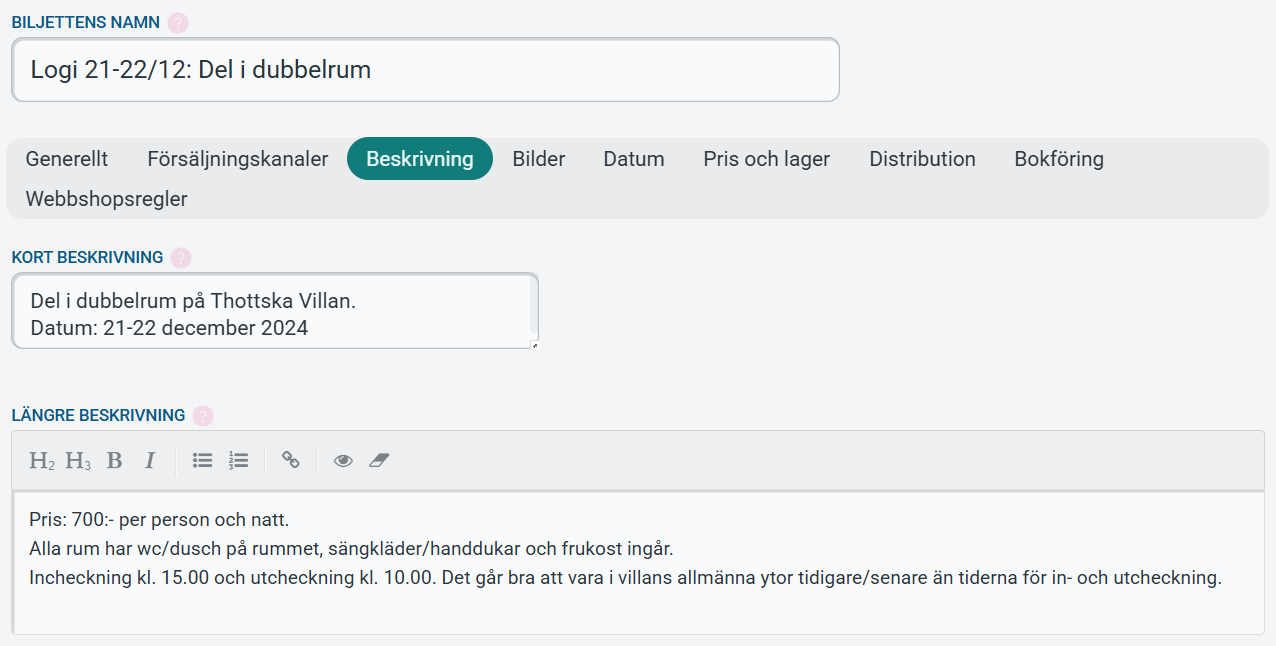 BILJETTENS NAMN ?
Logi 21-22/12: Del i dubbelrum
Generellt Försäljningskanaler Beskrivning Bilder Datum Pris och lager Distribution Bokföring
Webbshopsregler
KORT BESKRIVNING ?
Del i dubbelrum på Thottska Villan.
Datum: 21-22 december 2024
LÄNGRE BESKRIVNING ?
H2 H3 B I
Pris: 700:- per person och natt.
Alla rum har wc/dusch på rummet, sängkläder/handdukar och frukost ingår.
Incheckning kl. 15.00 och utcheckning kl. 10.00. Det går bra att vara i villans allmänna ytor tidigare/senare än tiderna för in- och utcheckning.